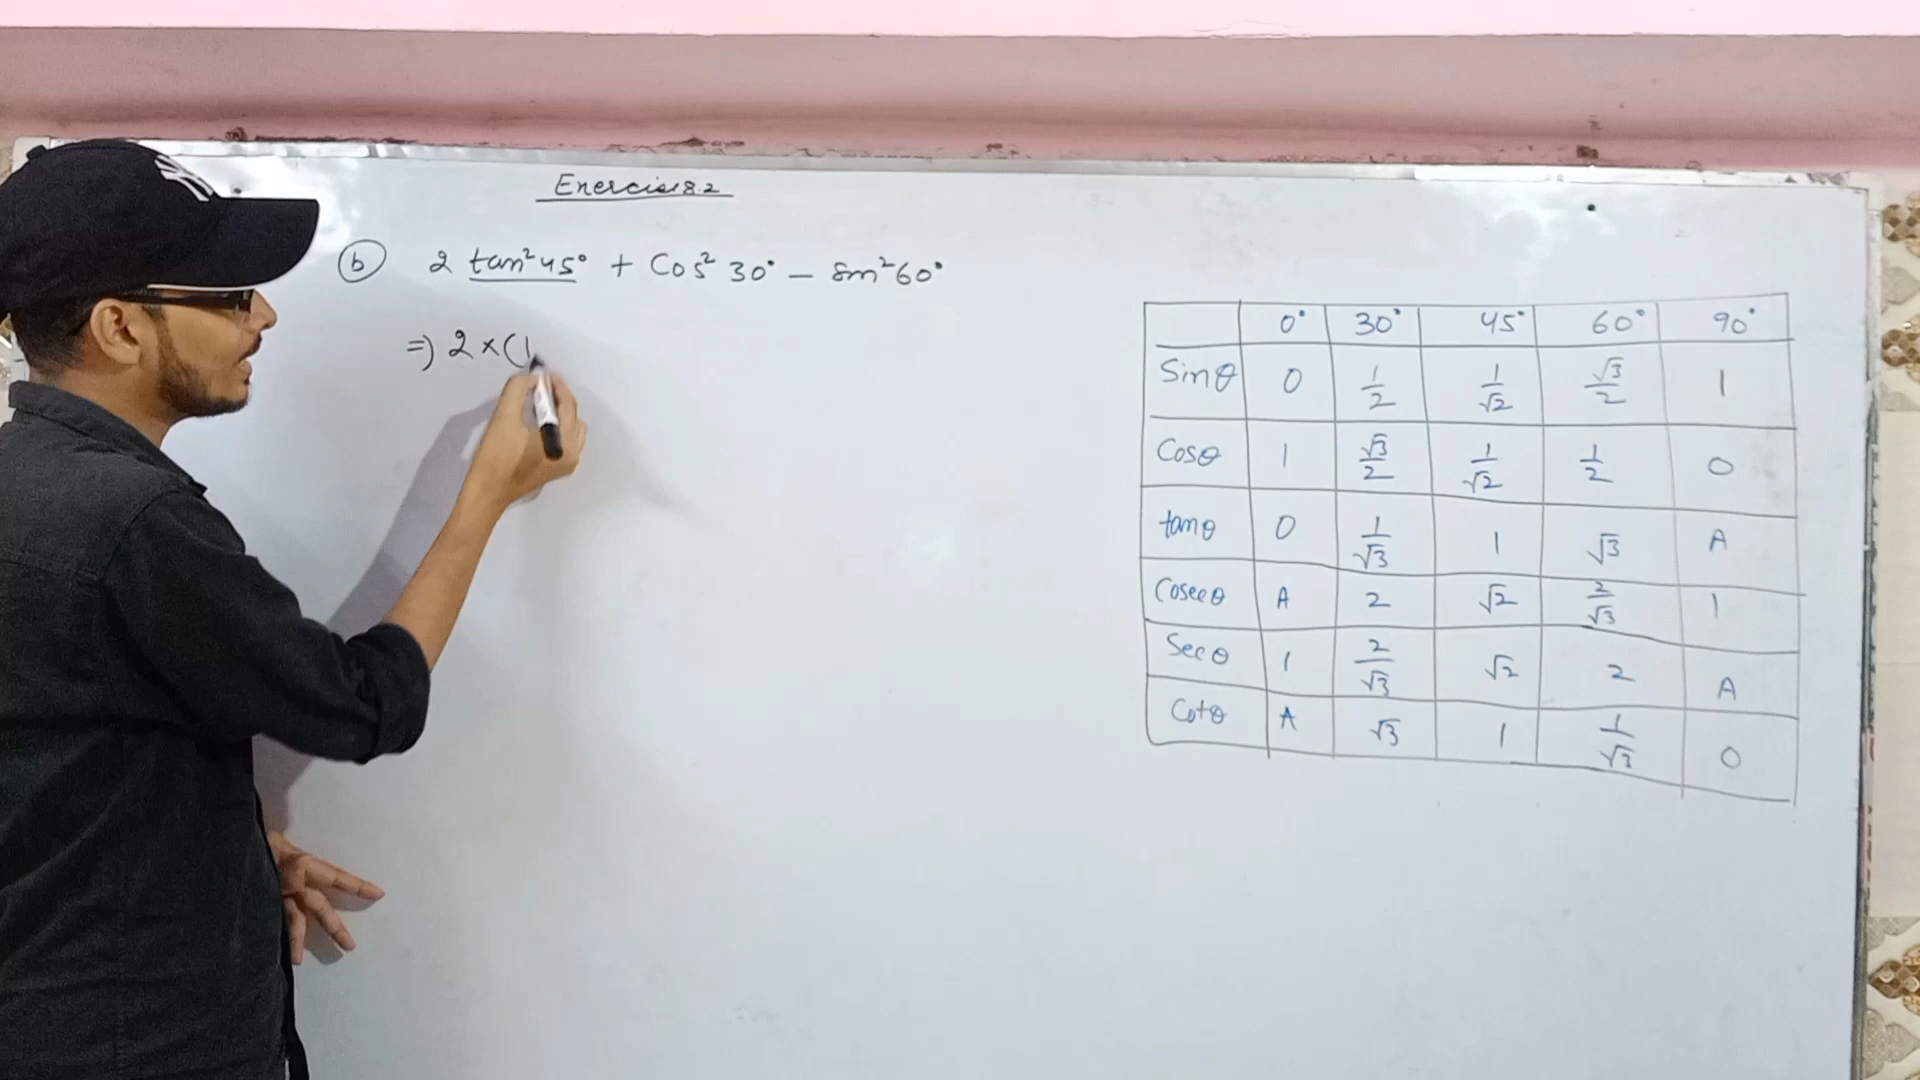 Exercise 8.2
(b) 2 tan²45° + Cos² 30° - Sin²60°
=) 2 × (1
0° 30° 45° 60° 90°
Sinθ 0 1/2 1/√2 √3/2 1
Cosθ 1 √3/2 1/√2 1/2 0
tanθ 0 1/√3 1 √3 A
Cosecθ A 2 √2 2/√3 1
Secθ 1 2/√3 √2 2 A
Cotθ A √3 1 1/√3 0